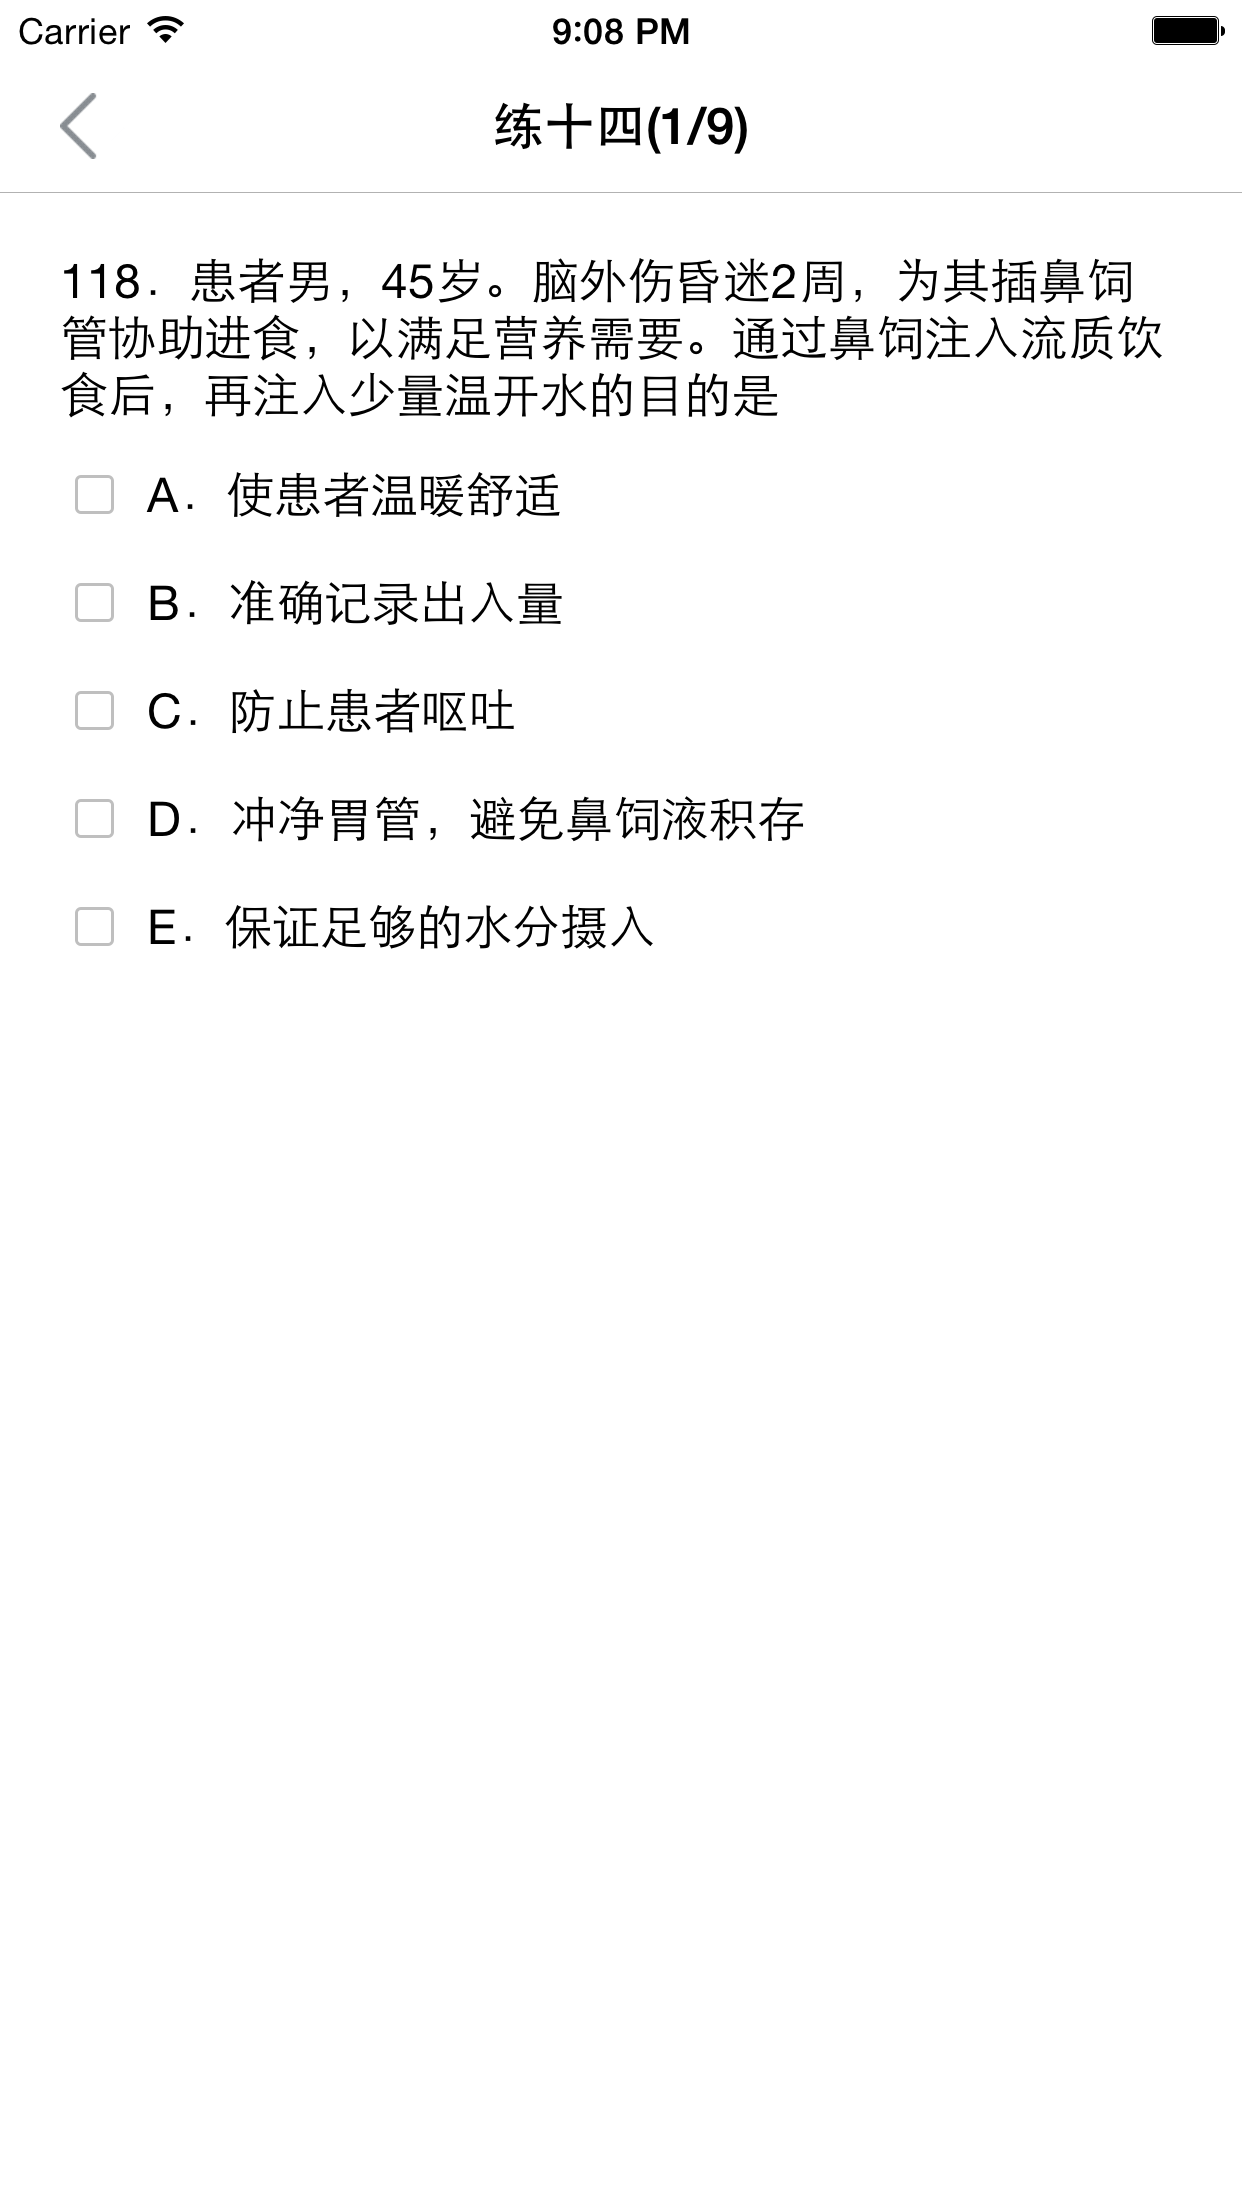 Carrier 9:08 PM
练十四(1/9)
118．患者男，45岁。脑外伤昏迷2周，为其插鼻饲
管协助进食，以满足营养需要。通过鼻饲注入流质饮
食后，再注入少量温开水的目的是
A．使患者温暖舒适
B．准确记录出入量
C．防止患者呕吐
D．冲净胃管，避免鼻饲液积存
E．保证足够的水分摄入